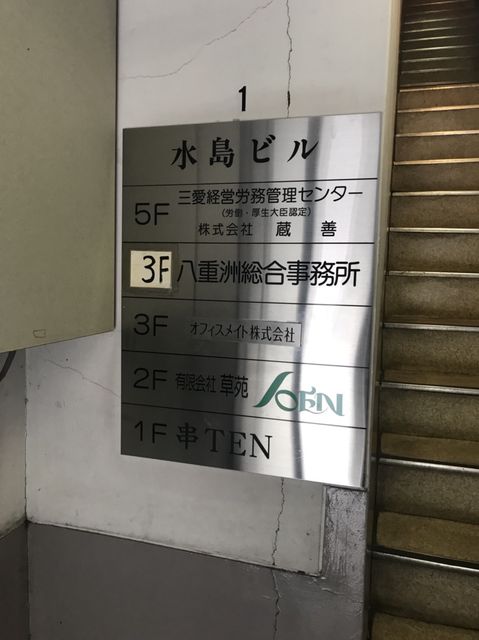 1
水島ビル
5F 三愛経営労務管理センター
(労働・厚生大臣認定)
株式会社 蔵善
3F 八重洲総合事務所
3F オフィスメイト株式会社
2F 有限会社 草苑
1F 串TEN